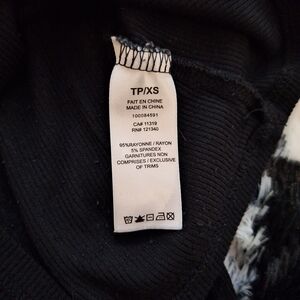 TP/XS
FAIT EN CHINE
MADE IN CHINA
100084591
CA# 11319
RN# 121340
95%RAYONNE / RAYON
5% SPANDEX
GARNITURES NON
COMPRISES / EXCLUSIVE
OF TRIMS